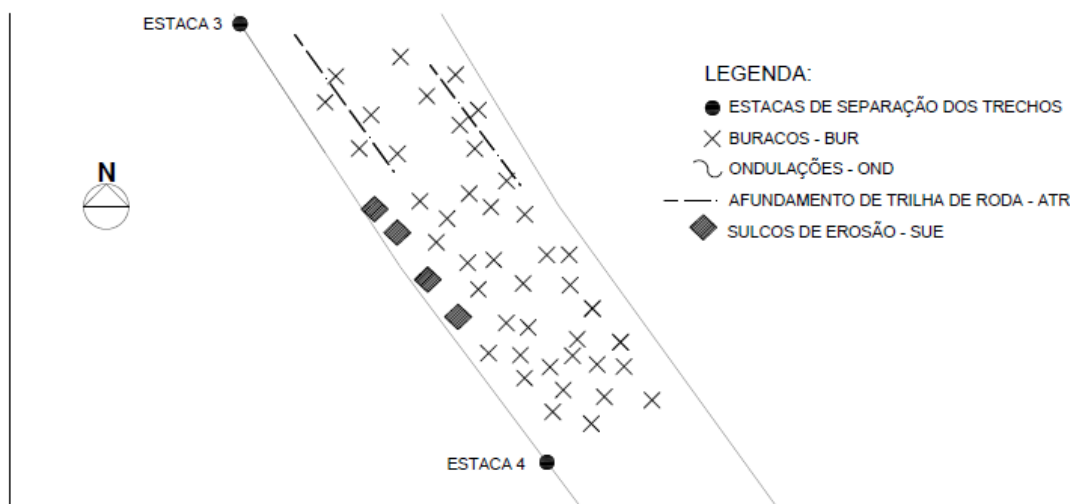 ESTACA 3
LEGENDA:
ESTACAS DE SEPARAÇÃO DOS TRECHOS
BURACOS - BUR
N
ONDULAÇÕES - OND
AFUNDAMENTO DE TRILHA DE RODA - ATR
SULCOS DE EROSÃO - SUE
ESTACA 4